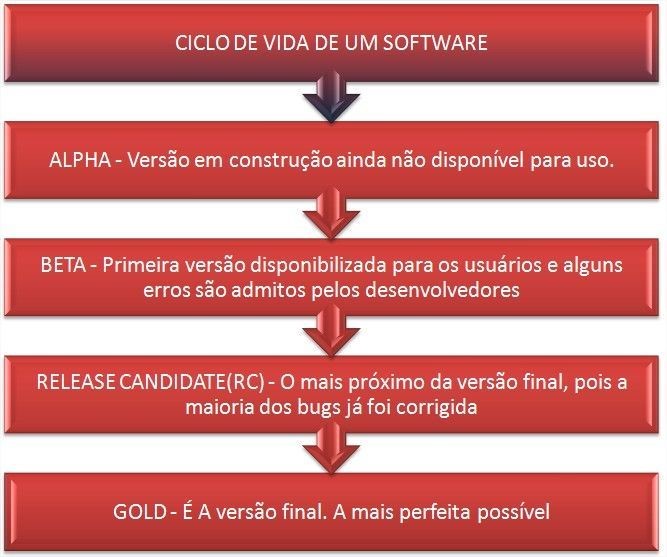 CICLO DE VIDA DE UM SOFTWARE
ALPHA - Versão em construção ainda não disponível para uso.
BETA - Primeira versão disponibilizada para os usuários e alguns
erros são admitos pelos desenvolvedores
RELEASE CANDIDATE(RC) - O mais próximo da versão final, pois a
maioria dos bugs já foi corrigida
GOLD - É A versão final. A mais perfeita possível